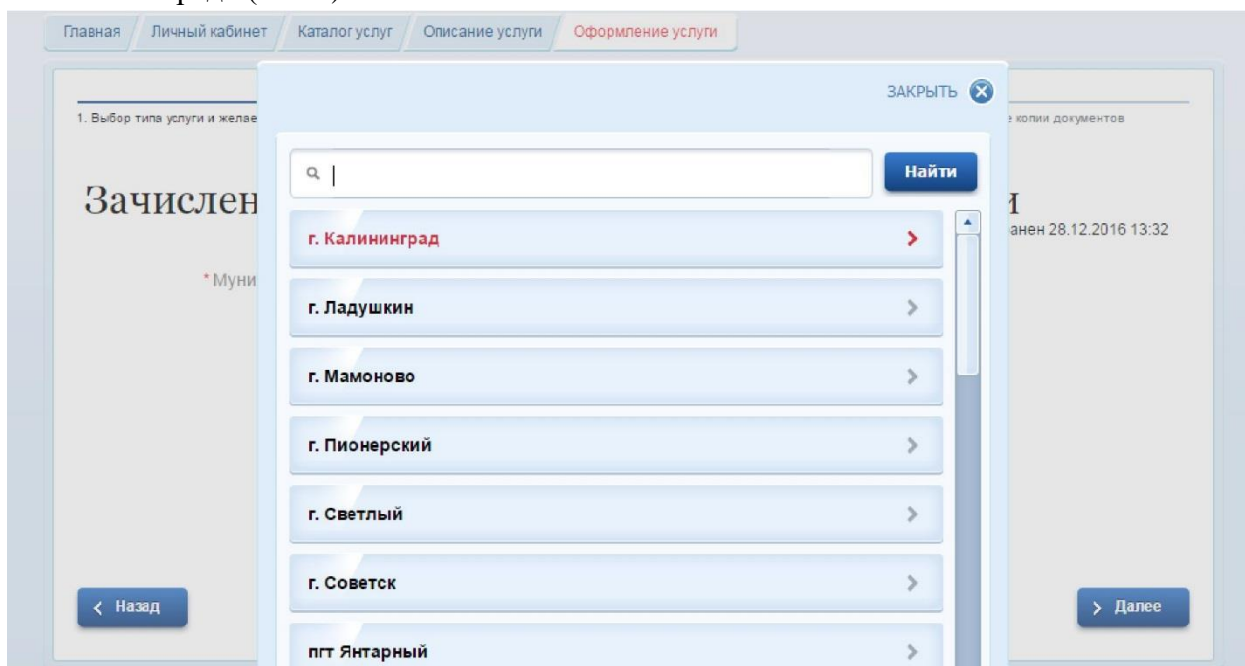 Главная Личный кабинет Каталог услуг Описание услуги Оформление услуги
ЗАКРЫТЬ
1. Выбор типа услуги и желае
е копии документов
Найти
Зачислен
и
анен 28.12.2016 13:32
г. Калининград
*Муни
г. Ладушкин
г. Мамоново
г. Пионерский
г. Светлый
г. Советск
Назад
Далее
пгт Янтарный